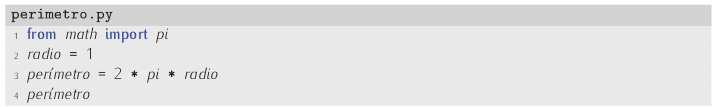 perimetro.py
1 from math import pi
2 radio = 1
3 perímetro = 2 * pi * radio
4 perímetro